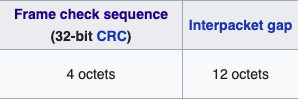 Frame check sequence
(32-bit CRC)
Interpacket gap
4 octets
12 octets